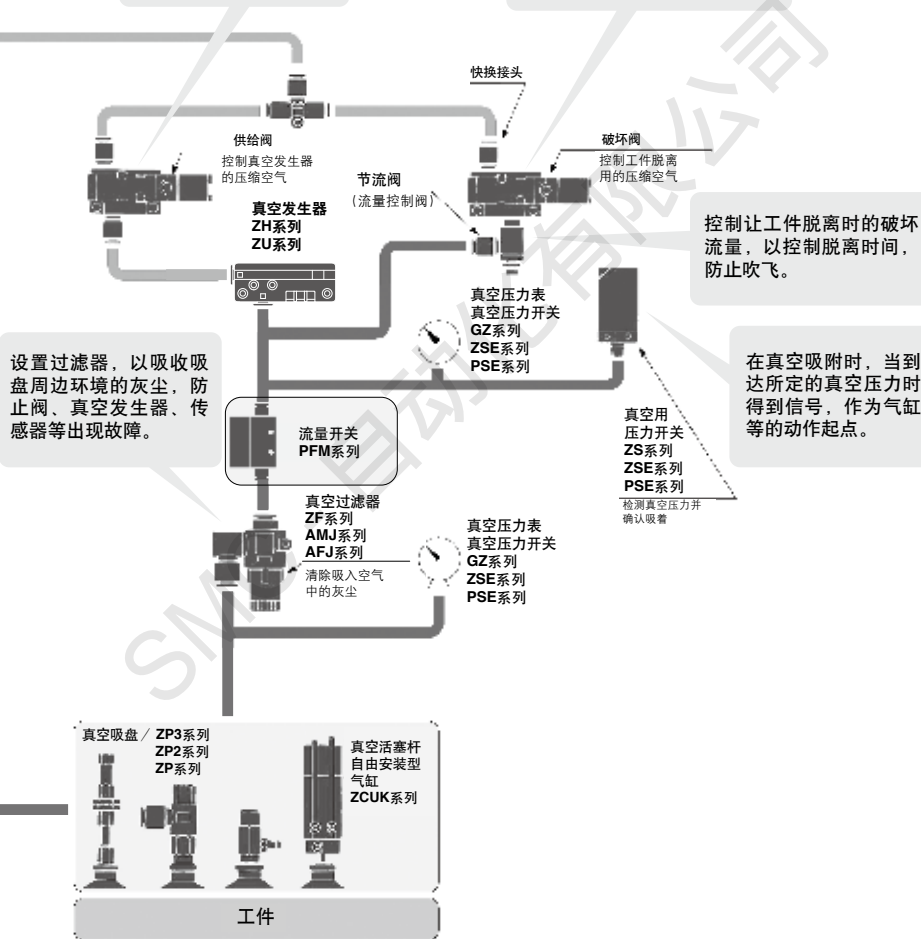 快换接头
供给阀
控制真空发生器
的压缩空气
破坏阀
控制工件脱离
用的压缩空气
节流阀
(流量控制阀)
真空发生器
ZH系列
ZU系列
控制让工件脱离时的破坏
流量，以控制脱离时间，
防止吹飞。
真空压力表
真空压力开关
GZ系列
ZSE系列
PSE系列
设置过滤器，以吸收吸
盘周边环境的灰尘，防
止阀、真空发生器、传
感器等出现故障。
在真空吸附时，当到
达所定的真空压力时
得到信号，作为气缸
等的动作起点。
流量开关
PFM系列
真空用
压力开关
ZS系列
ZSE系列
PSE系列
检测真空压力并
确认吸着
真空过滤器
ZF系列
AMJ系列
AFJ系列
清除吸入空气
中的灰尘
真空压力表
真空压力开关
GZ系列
ZSE系列
PSE系列
真空吸盘／ZP3系列
ZP2系列
ZP系列
真空活塞杆
自由安装型
气缸
ZCUK系列
工件